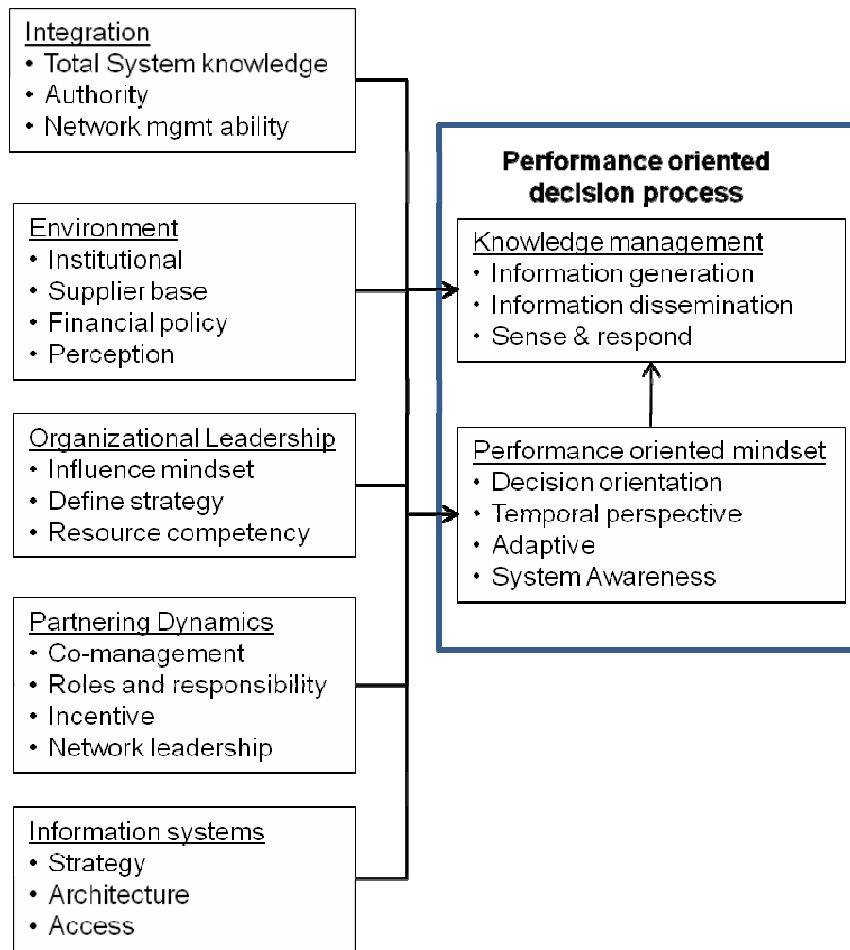 Integration
• Total System knowledge
• Authority
• Network mgmt ability
Environment
• Institutional
• Supplier base
• Financial policy
• Perception
Organizational Leadership
• Influence mindset
• Define strategy
• Resource competency
Partnering Dynamics
• Co-management
• Roles and responsibility
• Incentive
• Network leadership
Information systems
• Strategy
• Architecture
• Access
Performance oriented
decision process
Knowledge management
• Information generation
• Information dissemination
• Sense & respond
Performance oriented mindset
• Decision orientation
• Temporal perspective
• Adaptive
• System Awareness